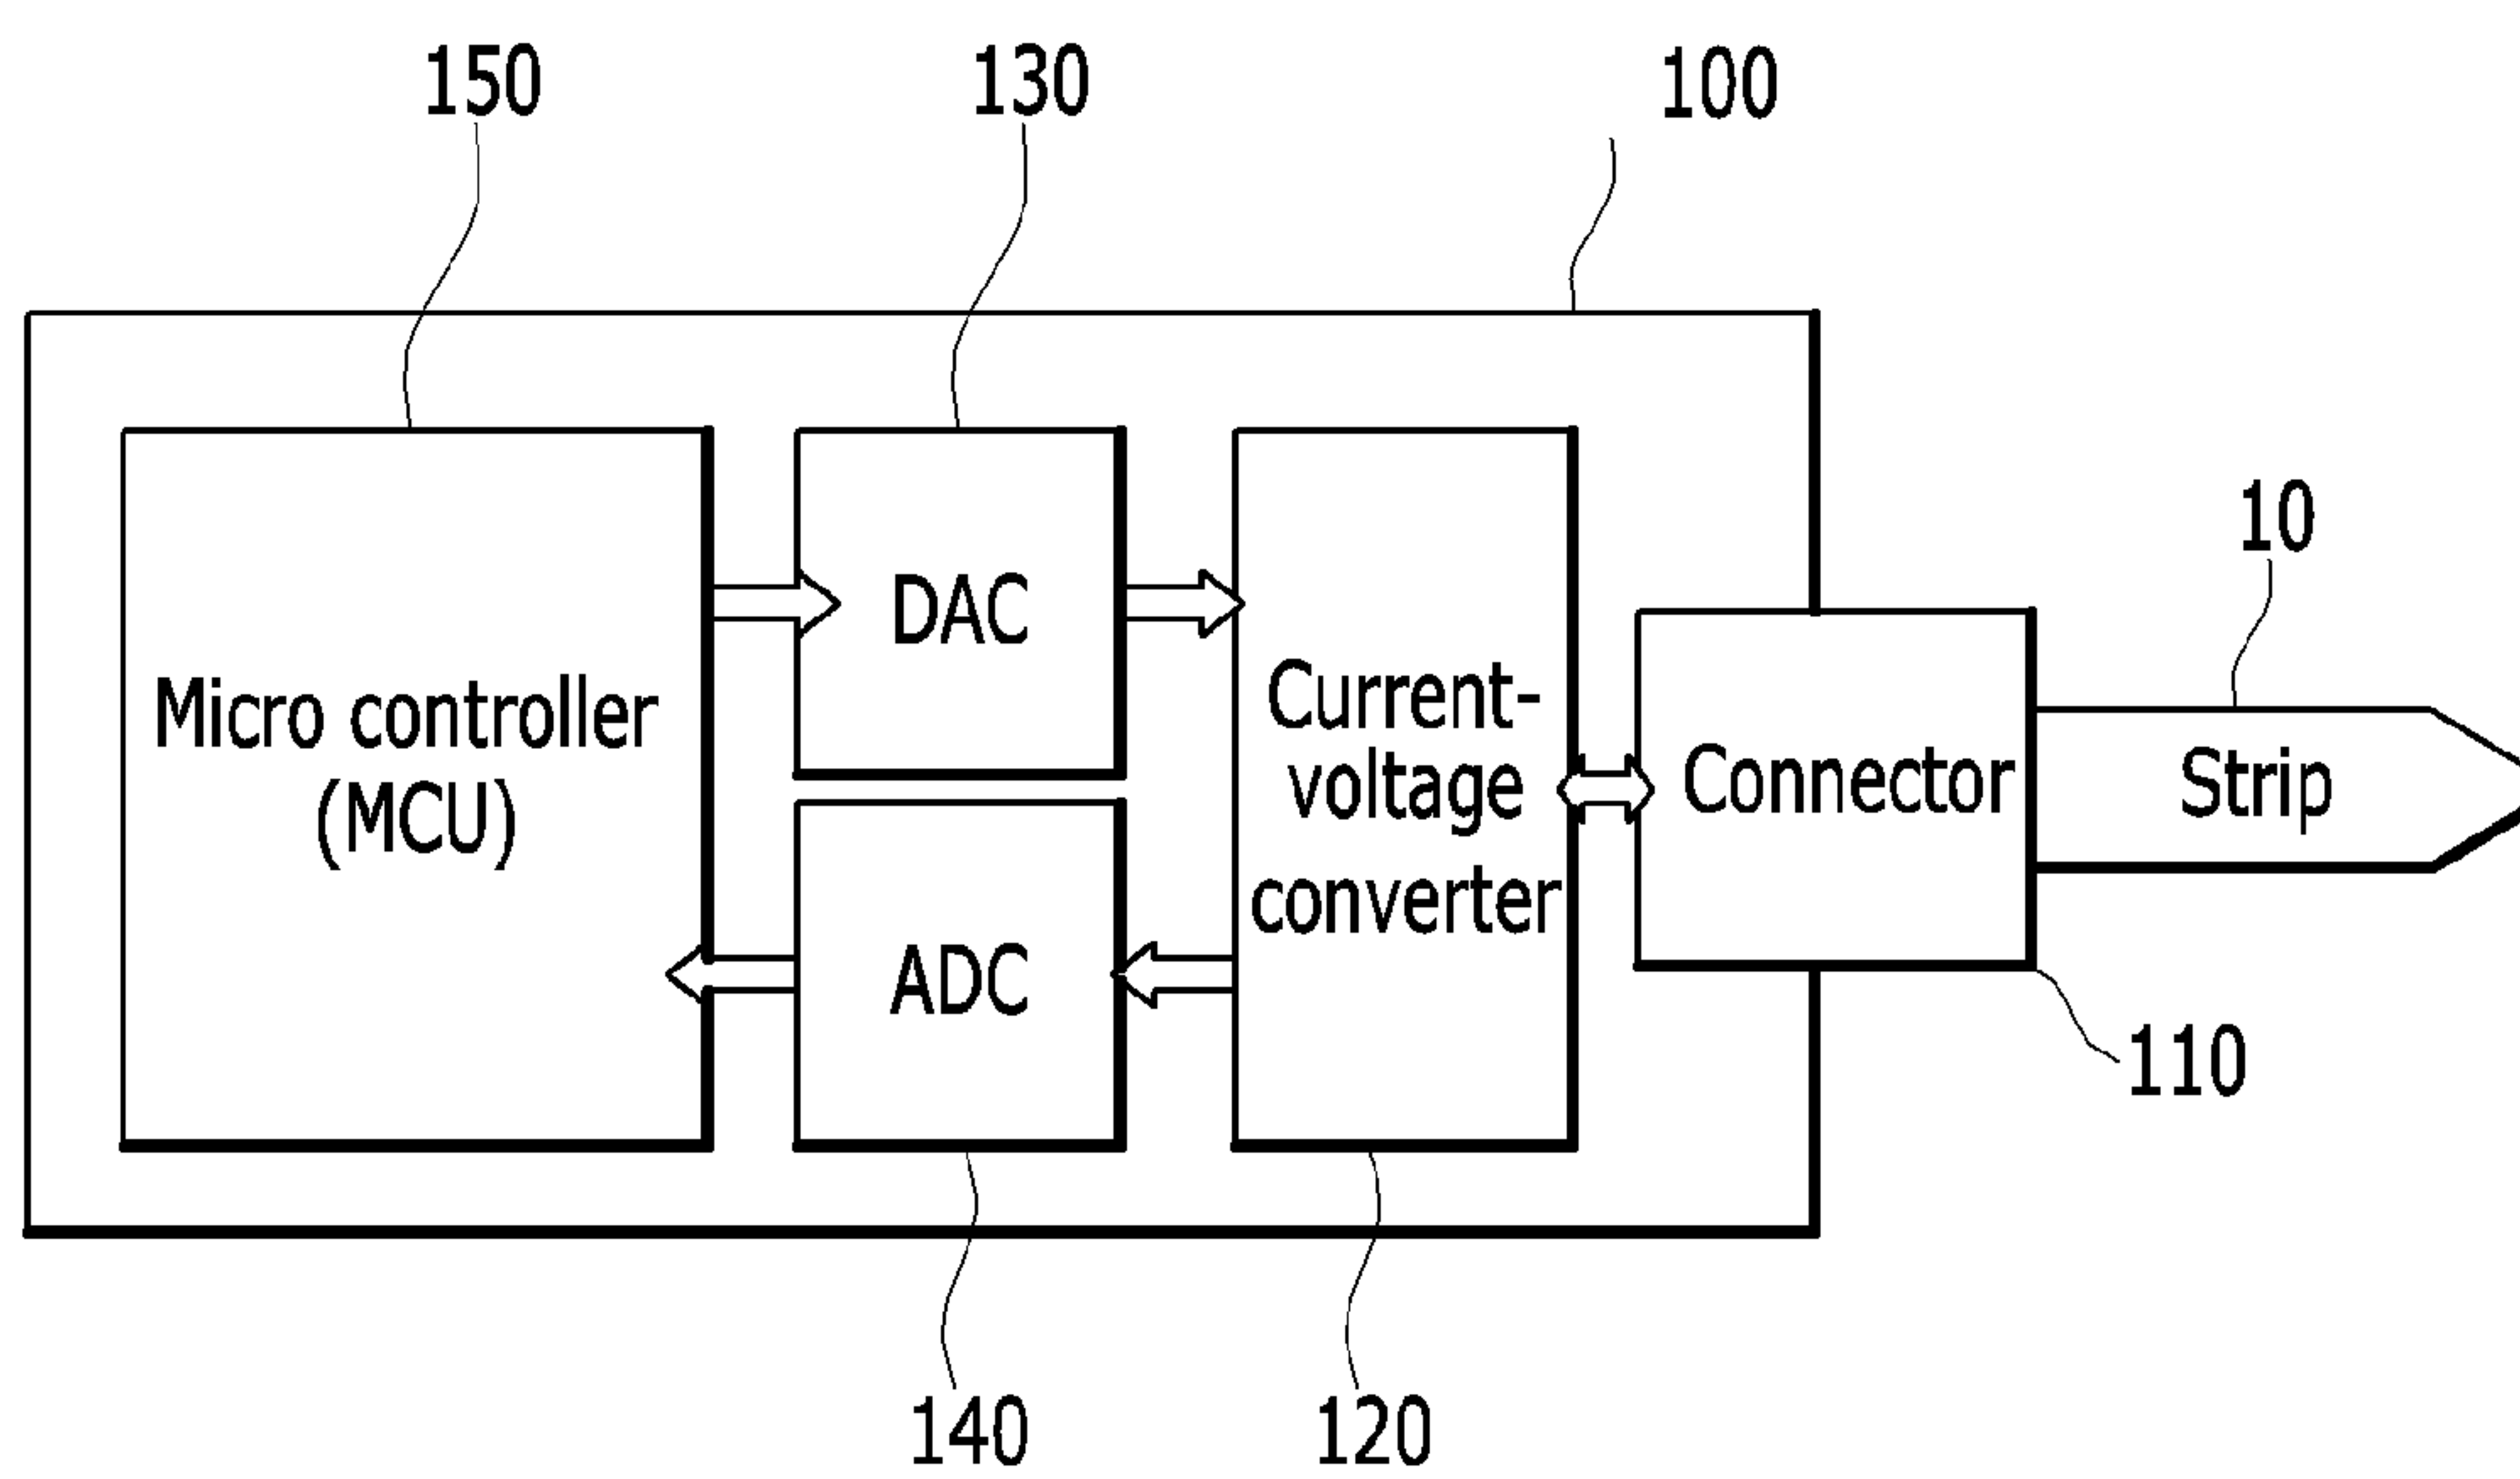 150
130
100
10
DAC
Micro controller
(MCU)
Current-
voltage
converter
Connector
Strip
ADC
110
140
120